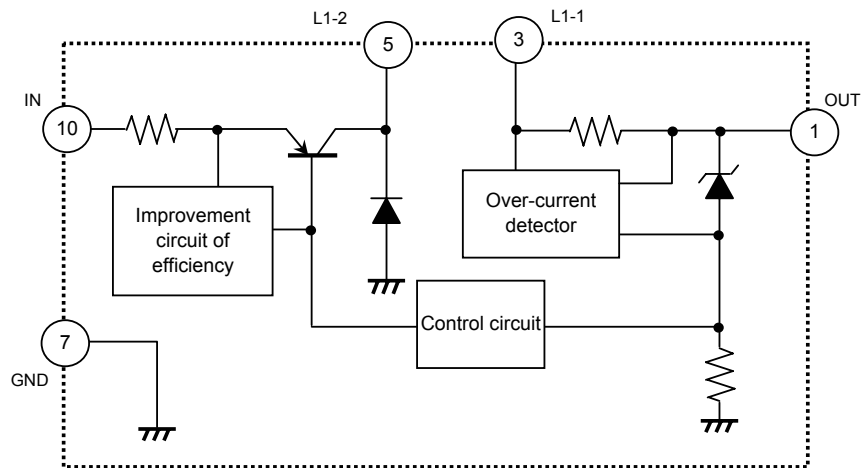 L1-2
L1-1
5
3
IN
OUT
10
1
Improvement
circuit of
efficiency
Over-current
detector
Control circuit
7
GND